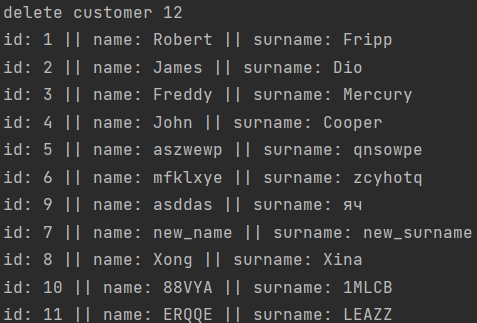 delete customer 12
id: 1 || name: Robert || surname: Fripp
id: 2 || name: James || surname: Dio
id: 3 || name: Freddy || surname: Mercury
id: 4 || name: John || surname: Cooper
id: 5 || name: aszwewp || surname: qnsowpe
id: 6 || name: mfklxye || surname: zcyhotq
id: 9 || name: asddas || surname: яч
id: 7 || name: new_name || surname: new_surname
id: 8 || name: Xong || surname: Xina
id: 10 || name: 88VYA || surname: 1MLCB
id: 11 || name: ERQQE || surname: LEAZZ